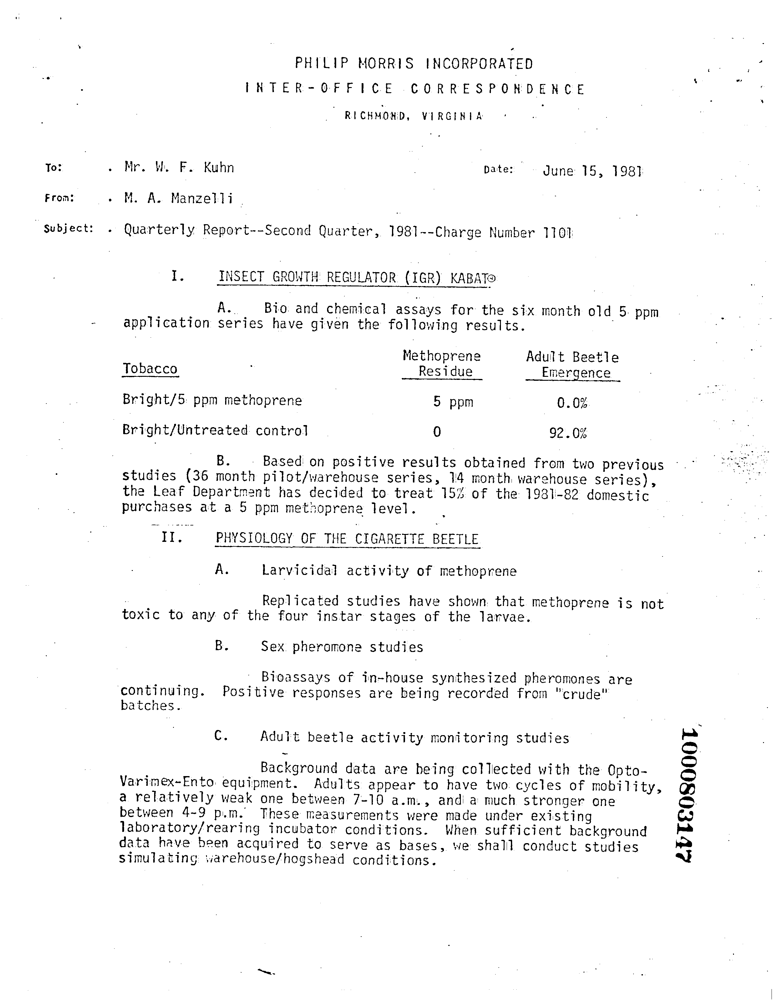 PHILIP MORRIS INCORPORATED
INTER-OFFICE CORRESPONDENCE
RICHMOND, VIRGINIA
To: . Mr. W. F. Kuhn Date: June 15, 1981
From: . M. A. Manzelli
Subject: . Quarterly Report--Second Quarter, 1981--Charge Number 1101
I. INSECT GROWTH REGULATOR (IGR) KABAT®
A. Bio and chemical assays for the six month old 5 ppm
application series have given the following results.
Methoprene Adult Beetle
Tobacco Residue Emergence
Bright/5 ppm methoprene 5 ppm 0.0%
Bright/Untreated control 0 92.0%
B. Based on positive results obtained from two previous
studies (36 month pilot/warehouse series, 14 month warehouse series),
the Leaf Department has decided to treat 15% of the 1981-82 domestic
purchases at a 5 ppm methoprene level.
II. PHYSIOLOGY OF THE CIGARETTE BEETLE
A. Larvicidal activity of methoprene
Replicated studies have shown that methoprene is not
toxic to any of the four instar stages of the larvae.
B. Sex pheromone studies
Bioassays of in-house synthesized pheromones are
continuing. Positive responses are being recorded from "crude"
batches.
C. Adult beetle activity monitoring studies
Background data are being collected with the Opto-
Varimex-Ento equipment. Adults appear to have two cycles of mobility,
a relatively weak one between 7-10 a.m., and a much stronger one
between 4-9 p.m. These measurements were made under existing
laboratory/rearing incubator conditions. When sufficient background
data have been acquired to serve as bases, we shall conduct studies
simulating warehouse/hogshead conditions.
1000803147